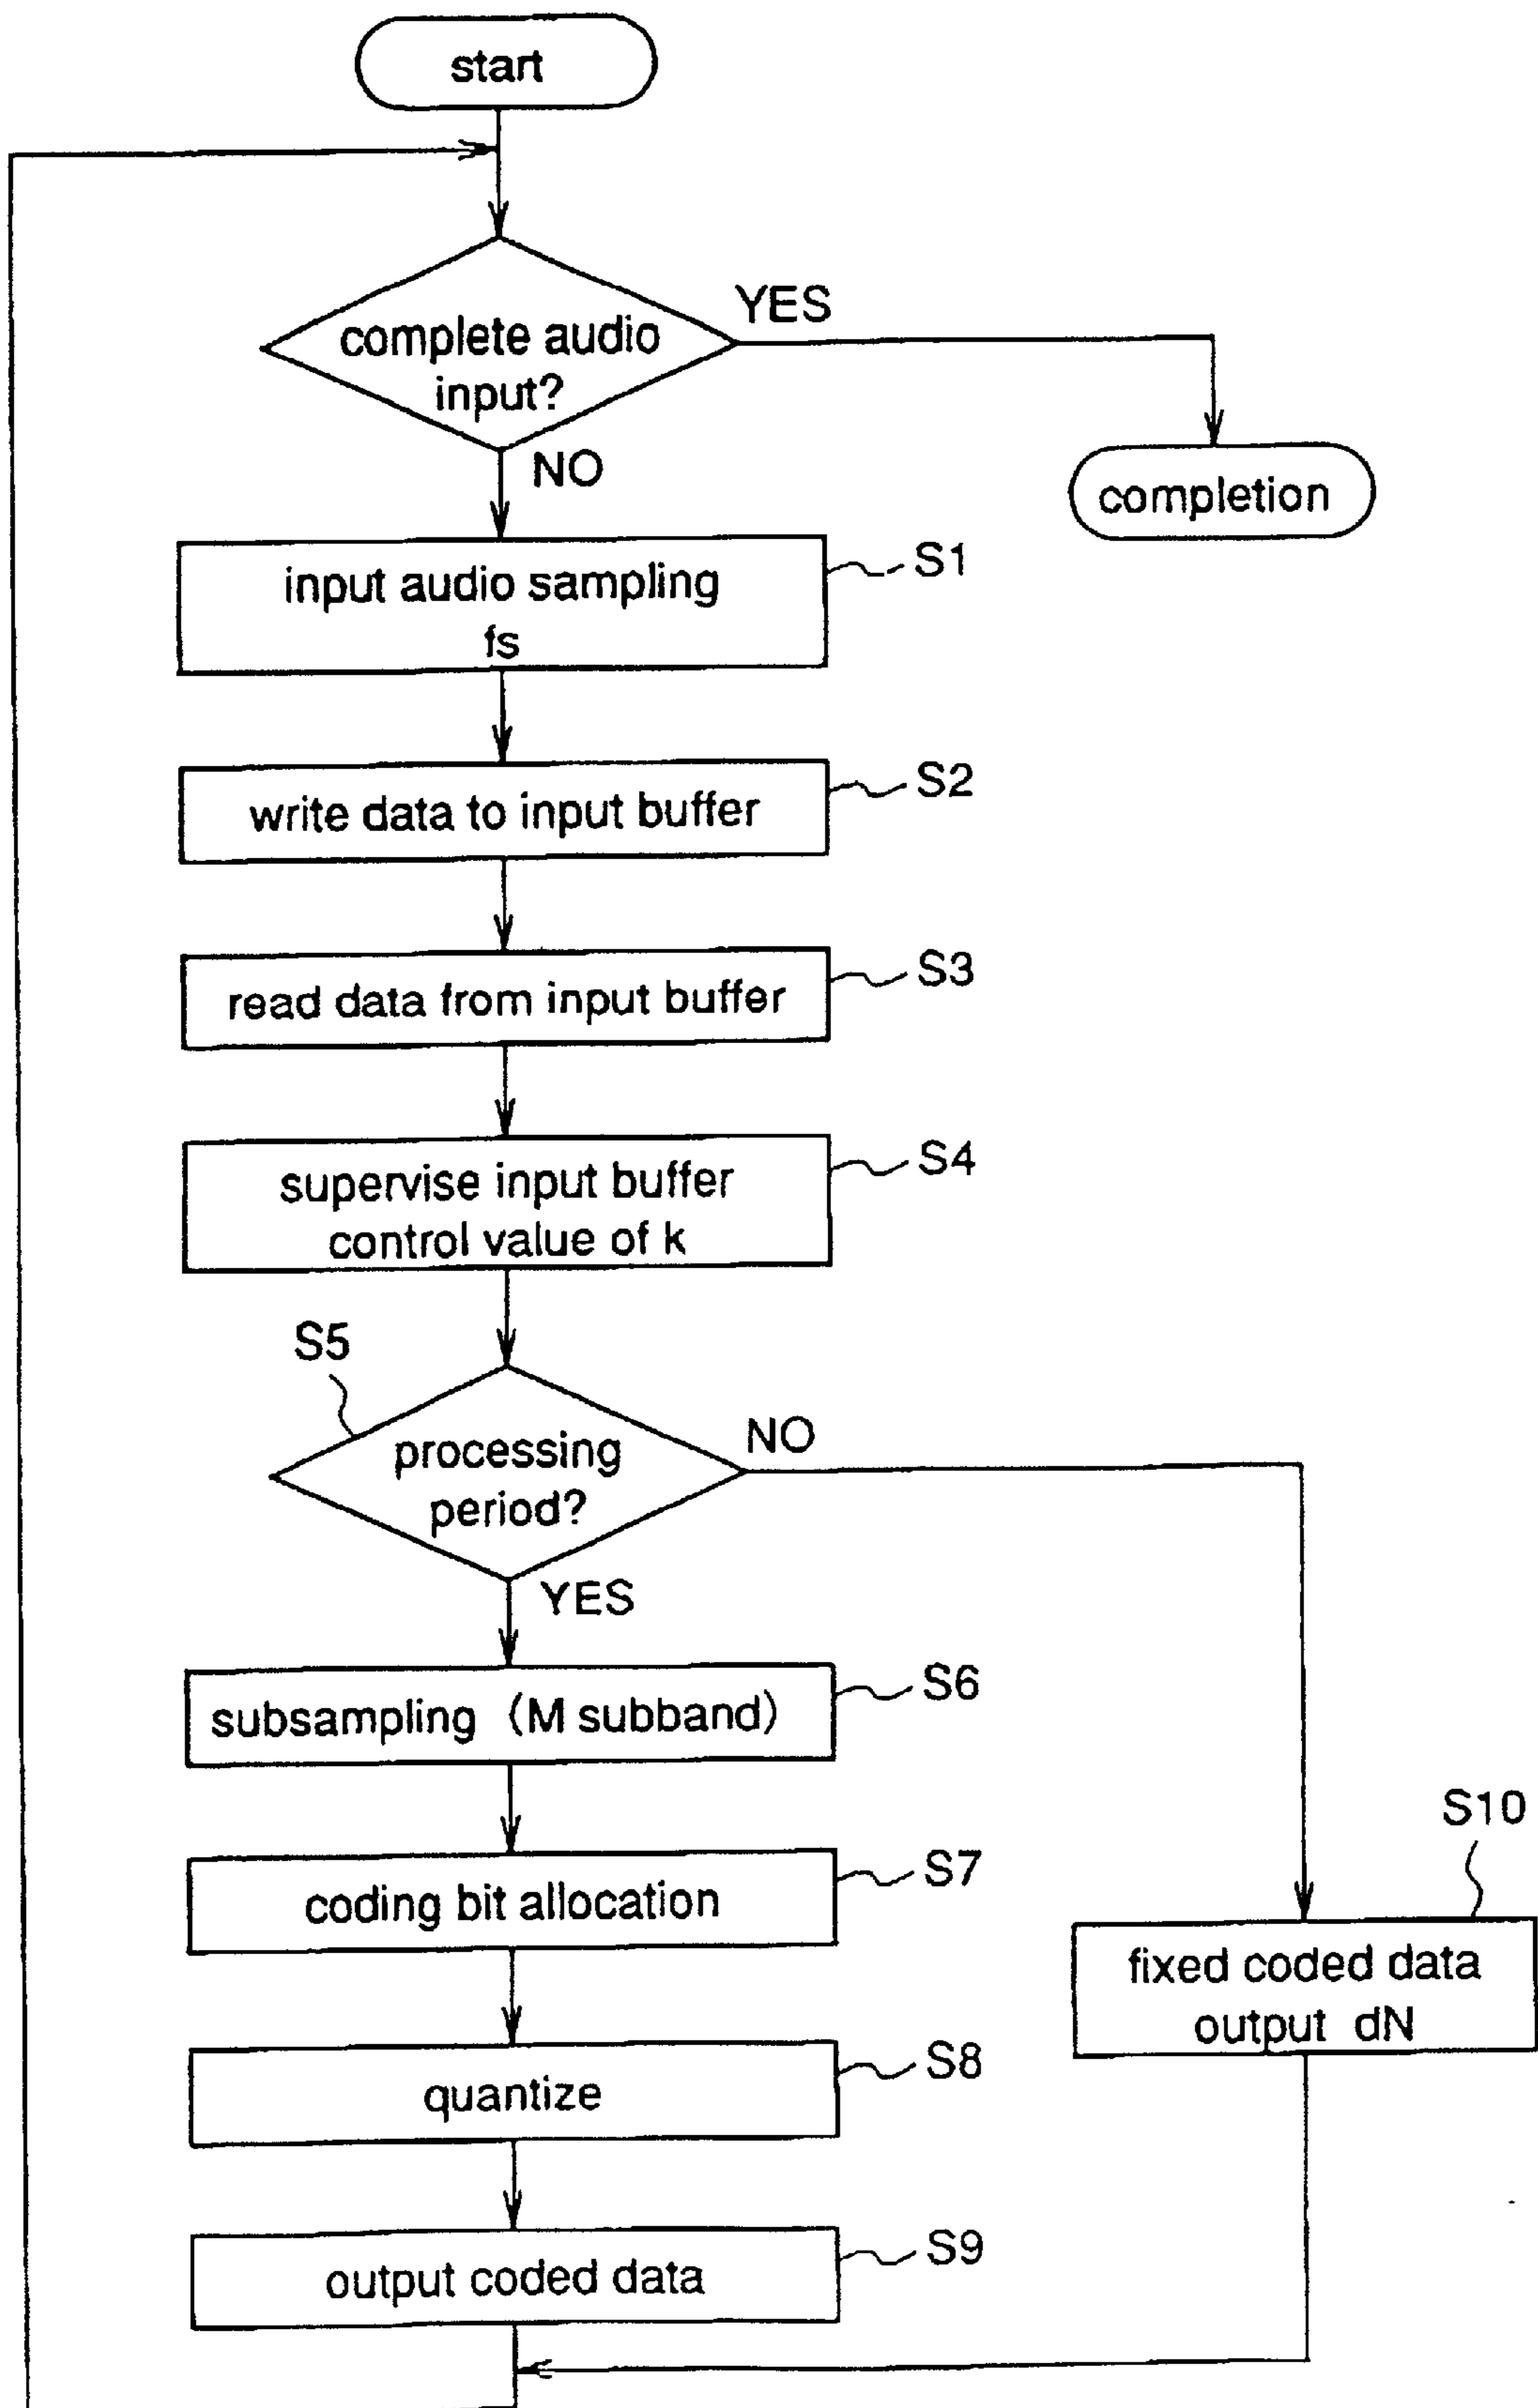 start
complete audio
input?
YES
completion
NO
input audio sampling
fs
S1
write data to input buffer
S2
read data from input buffer
S3
supervise input buffer
control value of k
S4
S5
processing
period?
NO
YES
subsampling (M subband)
S6
coding bit allocation
S7
S10
fixed coded data
output dN
quantize
S8
output coded data
S9